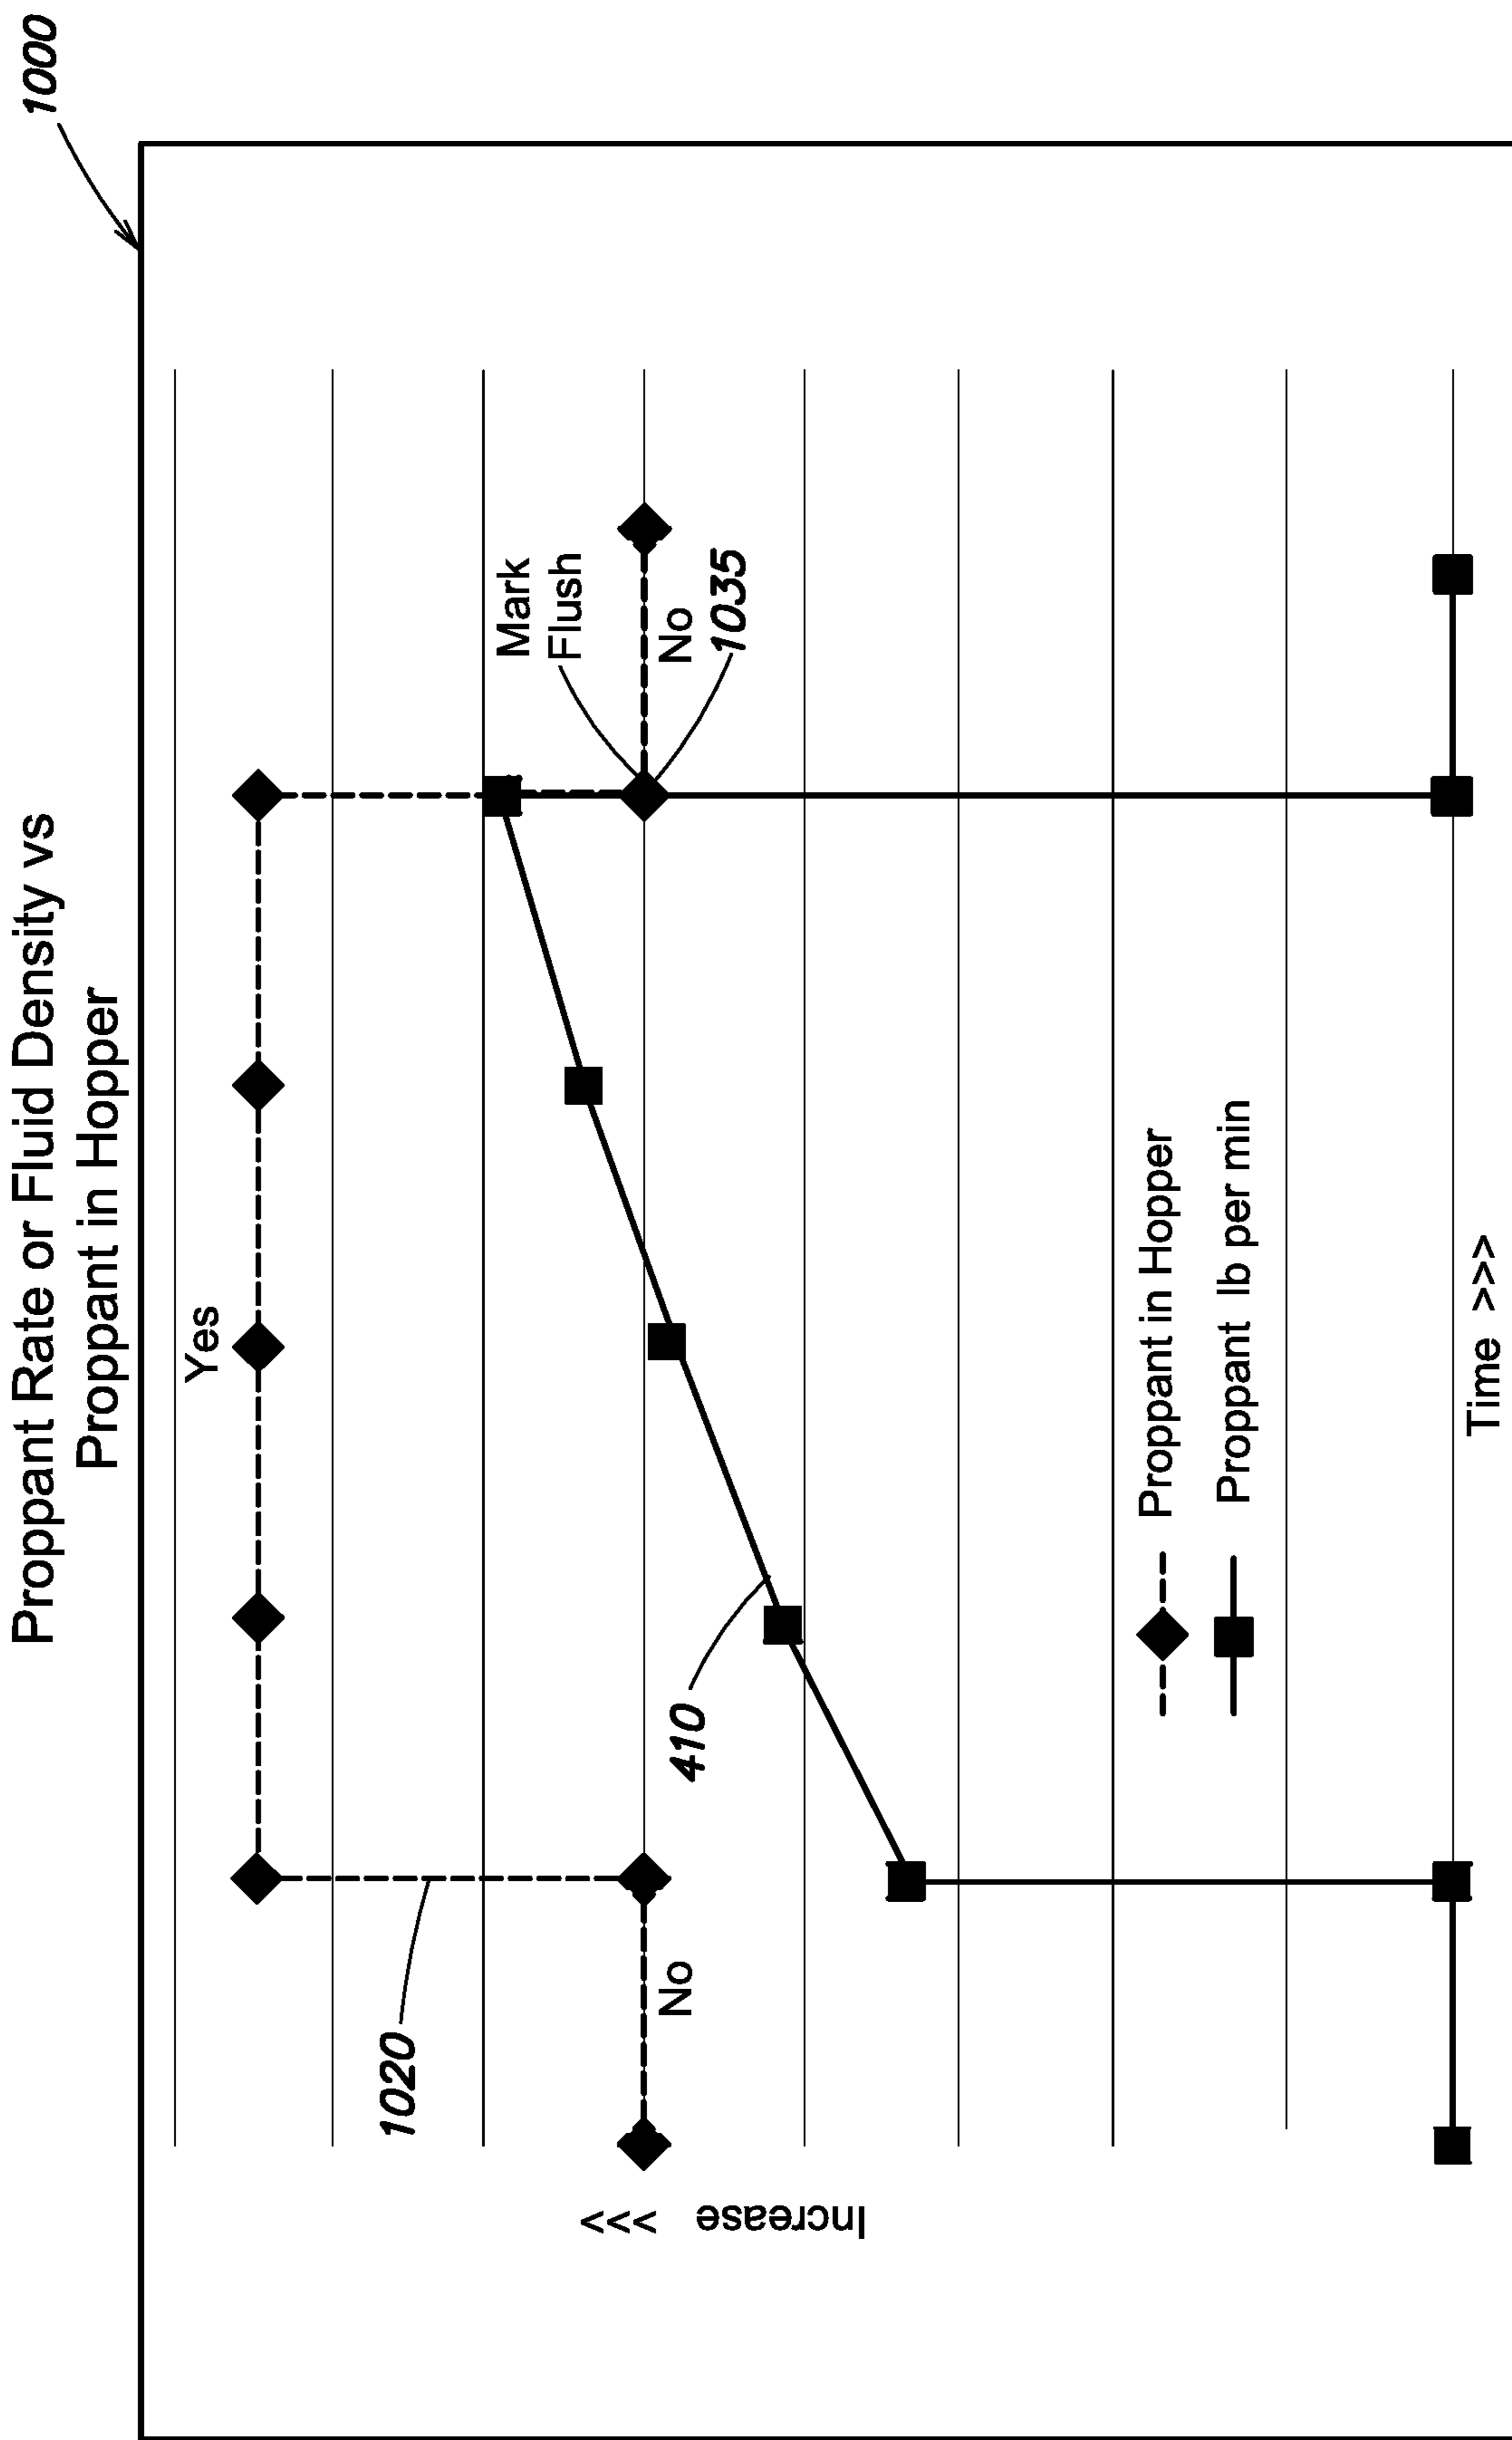 1000
Proppant Rate or Fluid Density vs
Proppant in Hopper
Yes
1020
Mark
Flush
No
No
1035
410
Increase >>>
Proppant in Hopper
Proppant lb per min
Time >>>